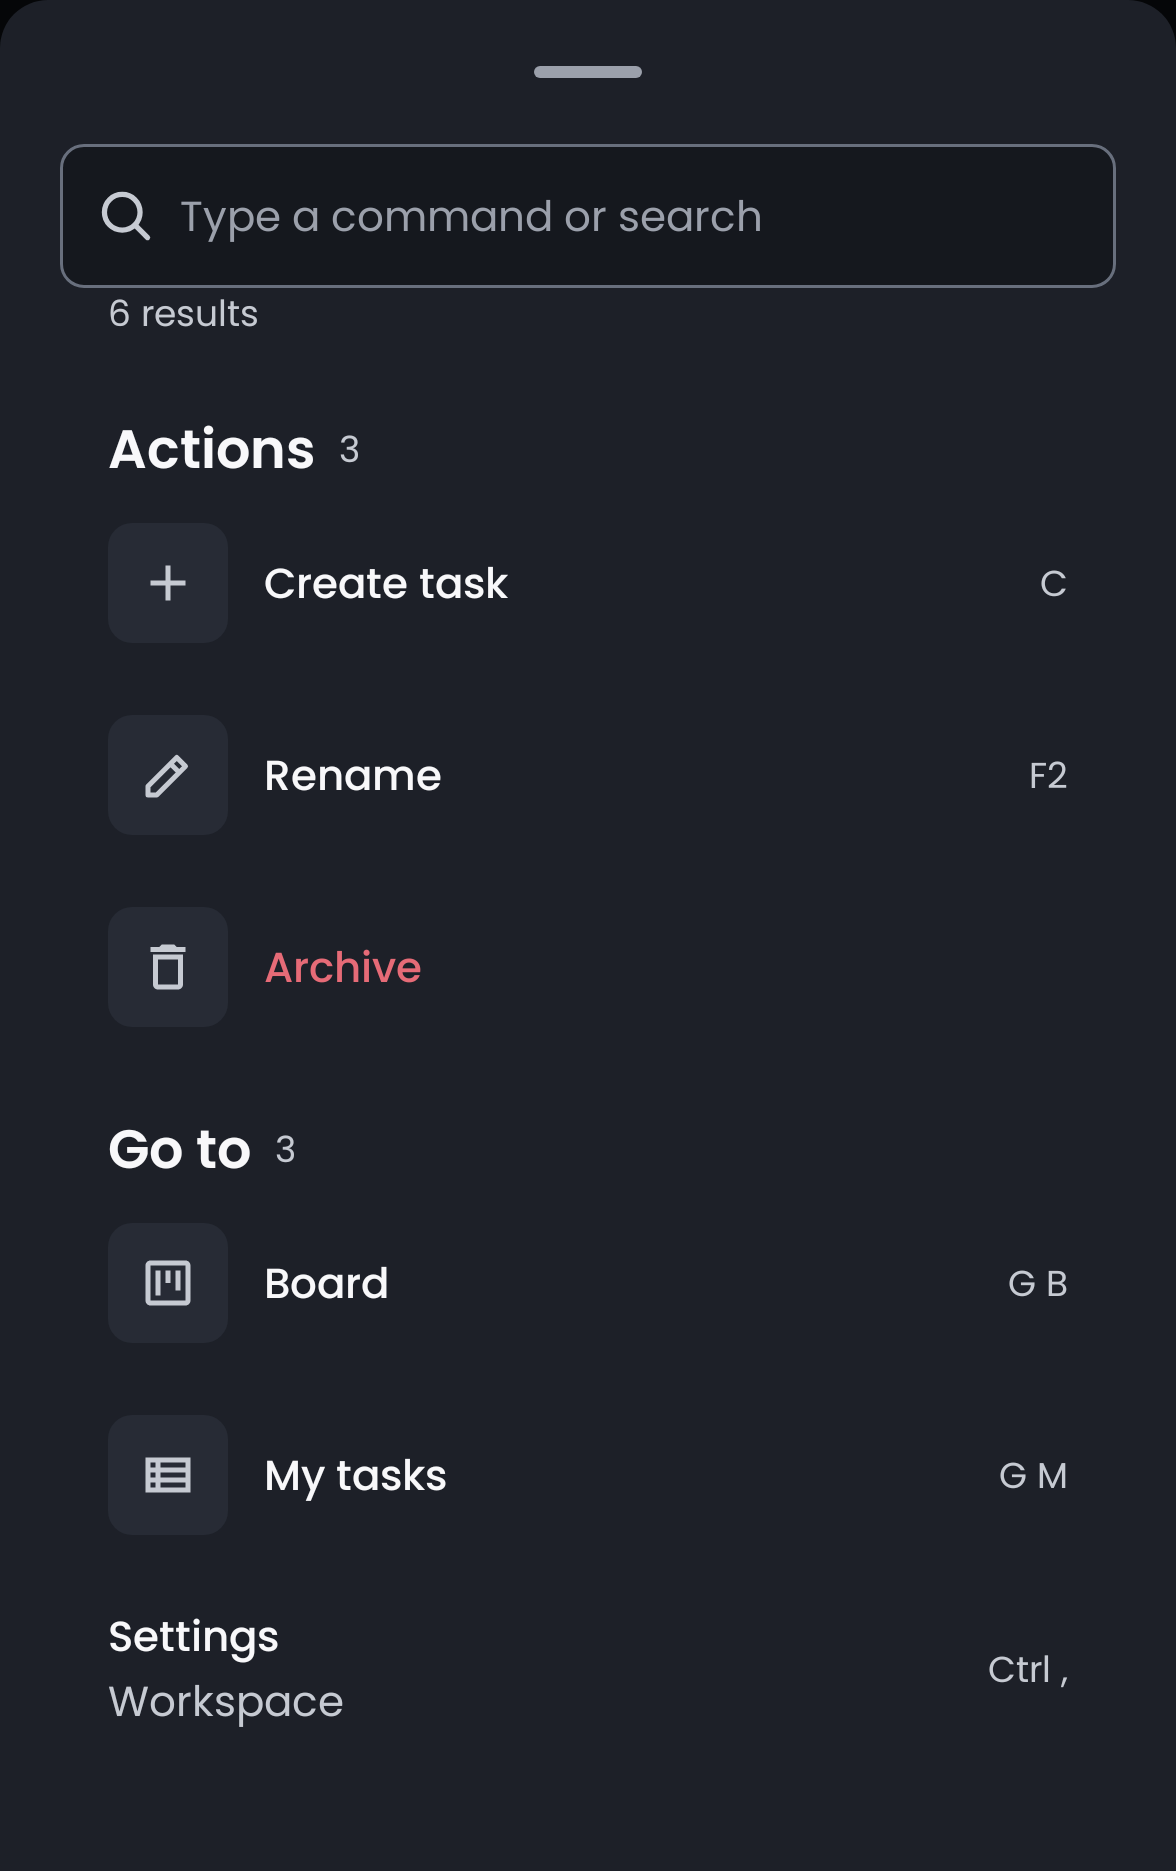 Type a command or search
6 results
Actions 3
Create task C
Rename F2
Archive
Go to 3
Board G B
My tasks G M
Settings
Workspace
Ctrl ,